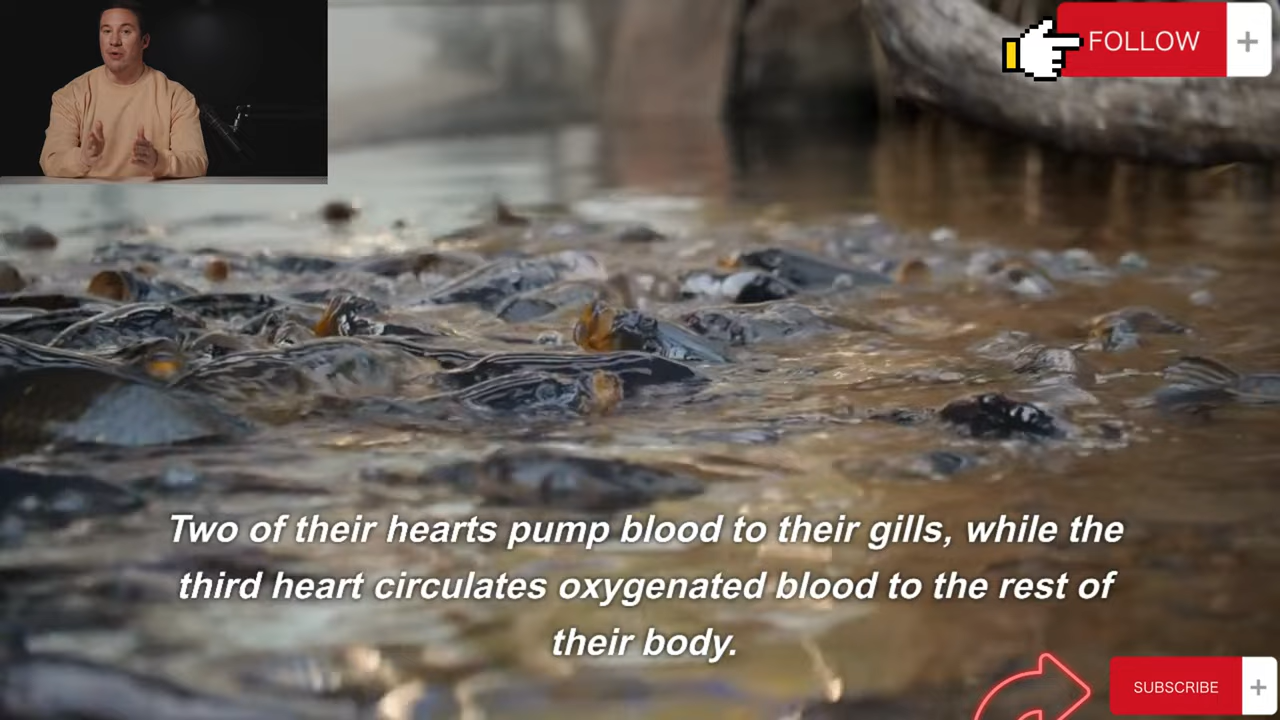 FOLLOW
Two of their hearts pump blood to their gills, while the
third heart circulates oxygenated blood to the rest of
their body.
SUBSCRIBE